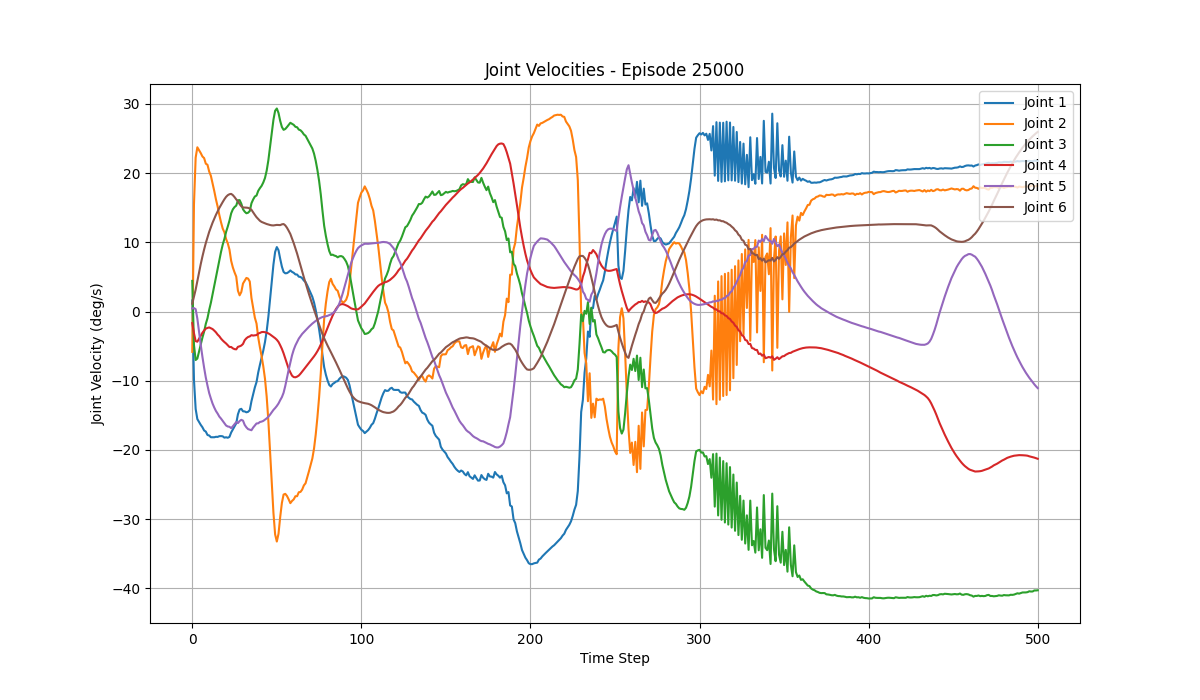 Joint Velocities - Episode 25000
Joint Velocity (deg/s)
30
20
10
0
−10
−20
−30
−40
0
100
200
300
400
500
Time Step
Joint 1
Joint 2
Joint 3
Joint 4
Joint 5
Joint 6